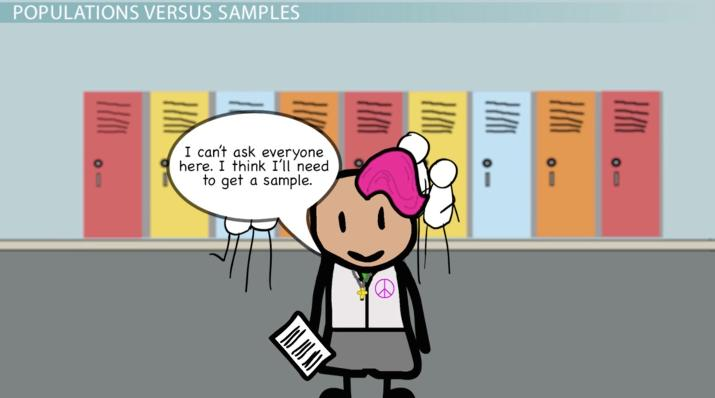 POPULATIONS VERSUS SAMPLES
I can't ask everyone
here. I think I'll need
to get a sample.